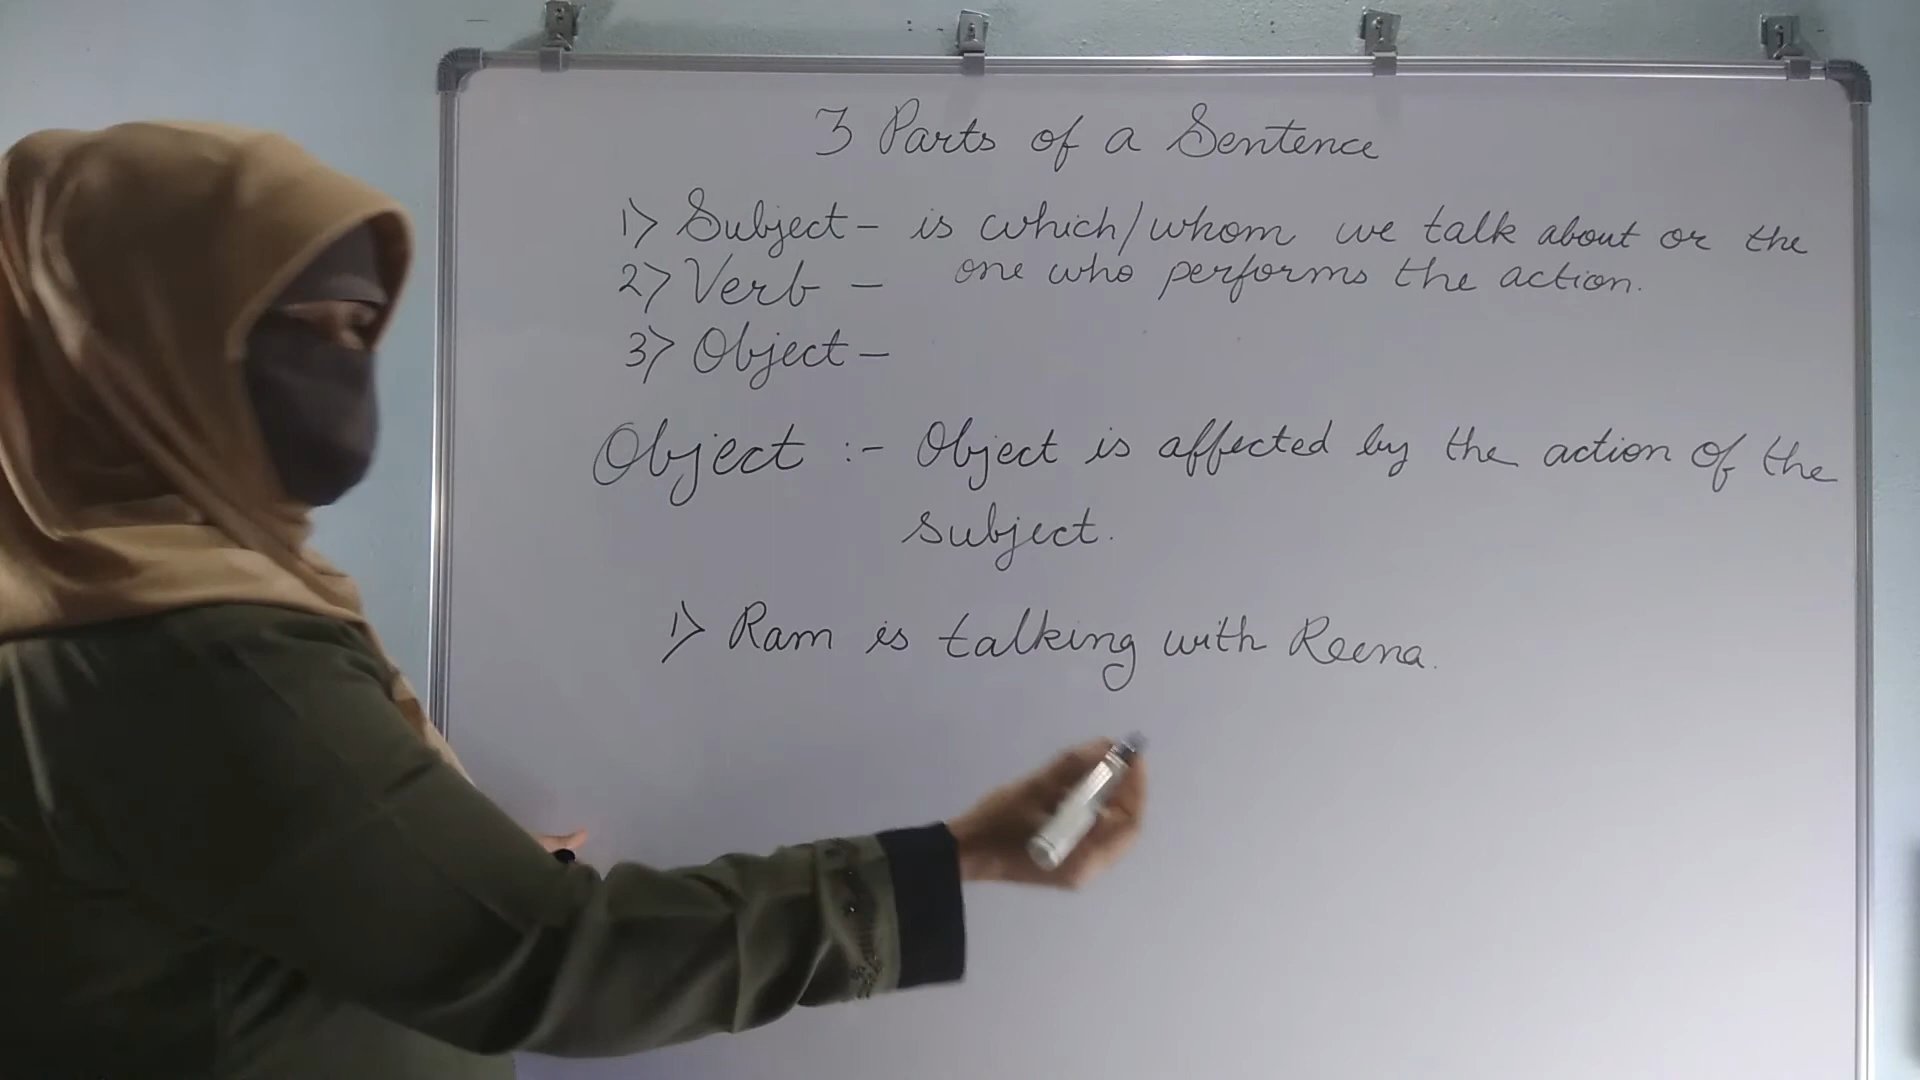 3 Parts of a Sentence
1) Subject - is which/whom we talk about or the
one who performs the action.
2) Verb -
3) Object -
Object :- Object is affected by the action of the
subject.
1) Ram is talking with Reena.